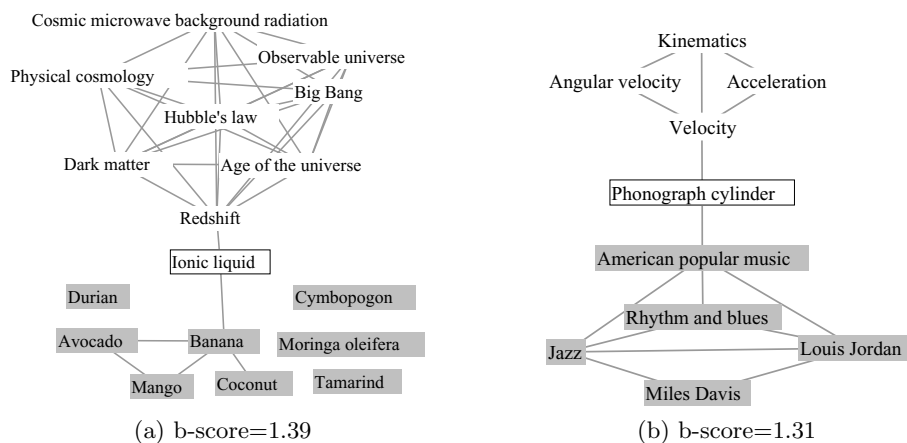 Cosmic microwave background radiation
Observable universe
Physical cosmology
Big Bang
Hubble's law
Dark matter
Age of the universe
Redshift
Ionic liquid
Durian
Cymbopogon
Avocado
Banana
Moringa oleifera
Mango
Coconut
Tamarind
(a) b-score=1.39
Kinematics
Angular velocity
Acceleration
Velocity
Phonograph cylinder
American popular music
Rhythm and blues
Jazz
Louis Jordan
Miles Davis
(b) b-score=1.31